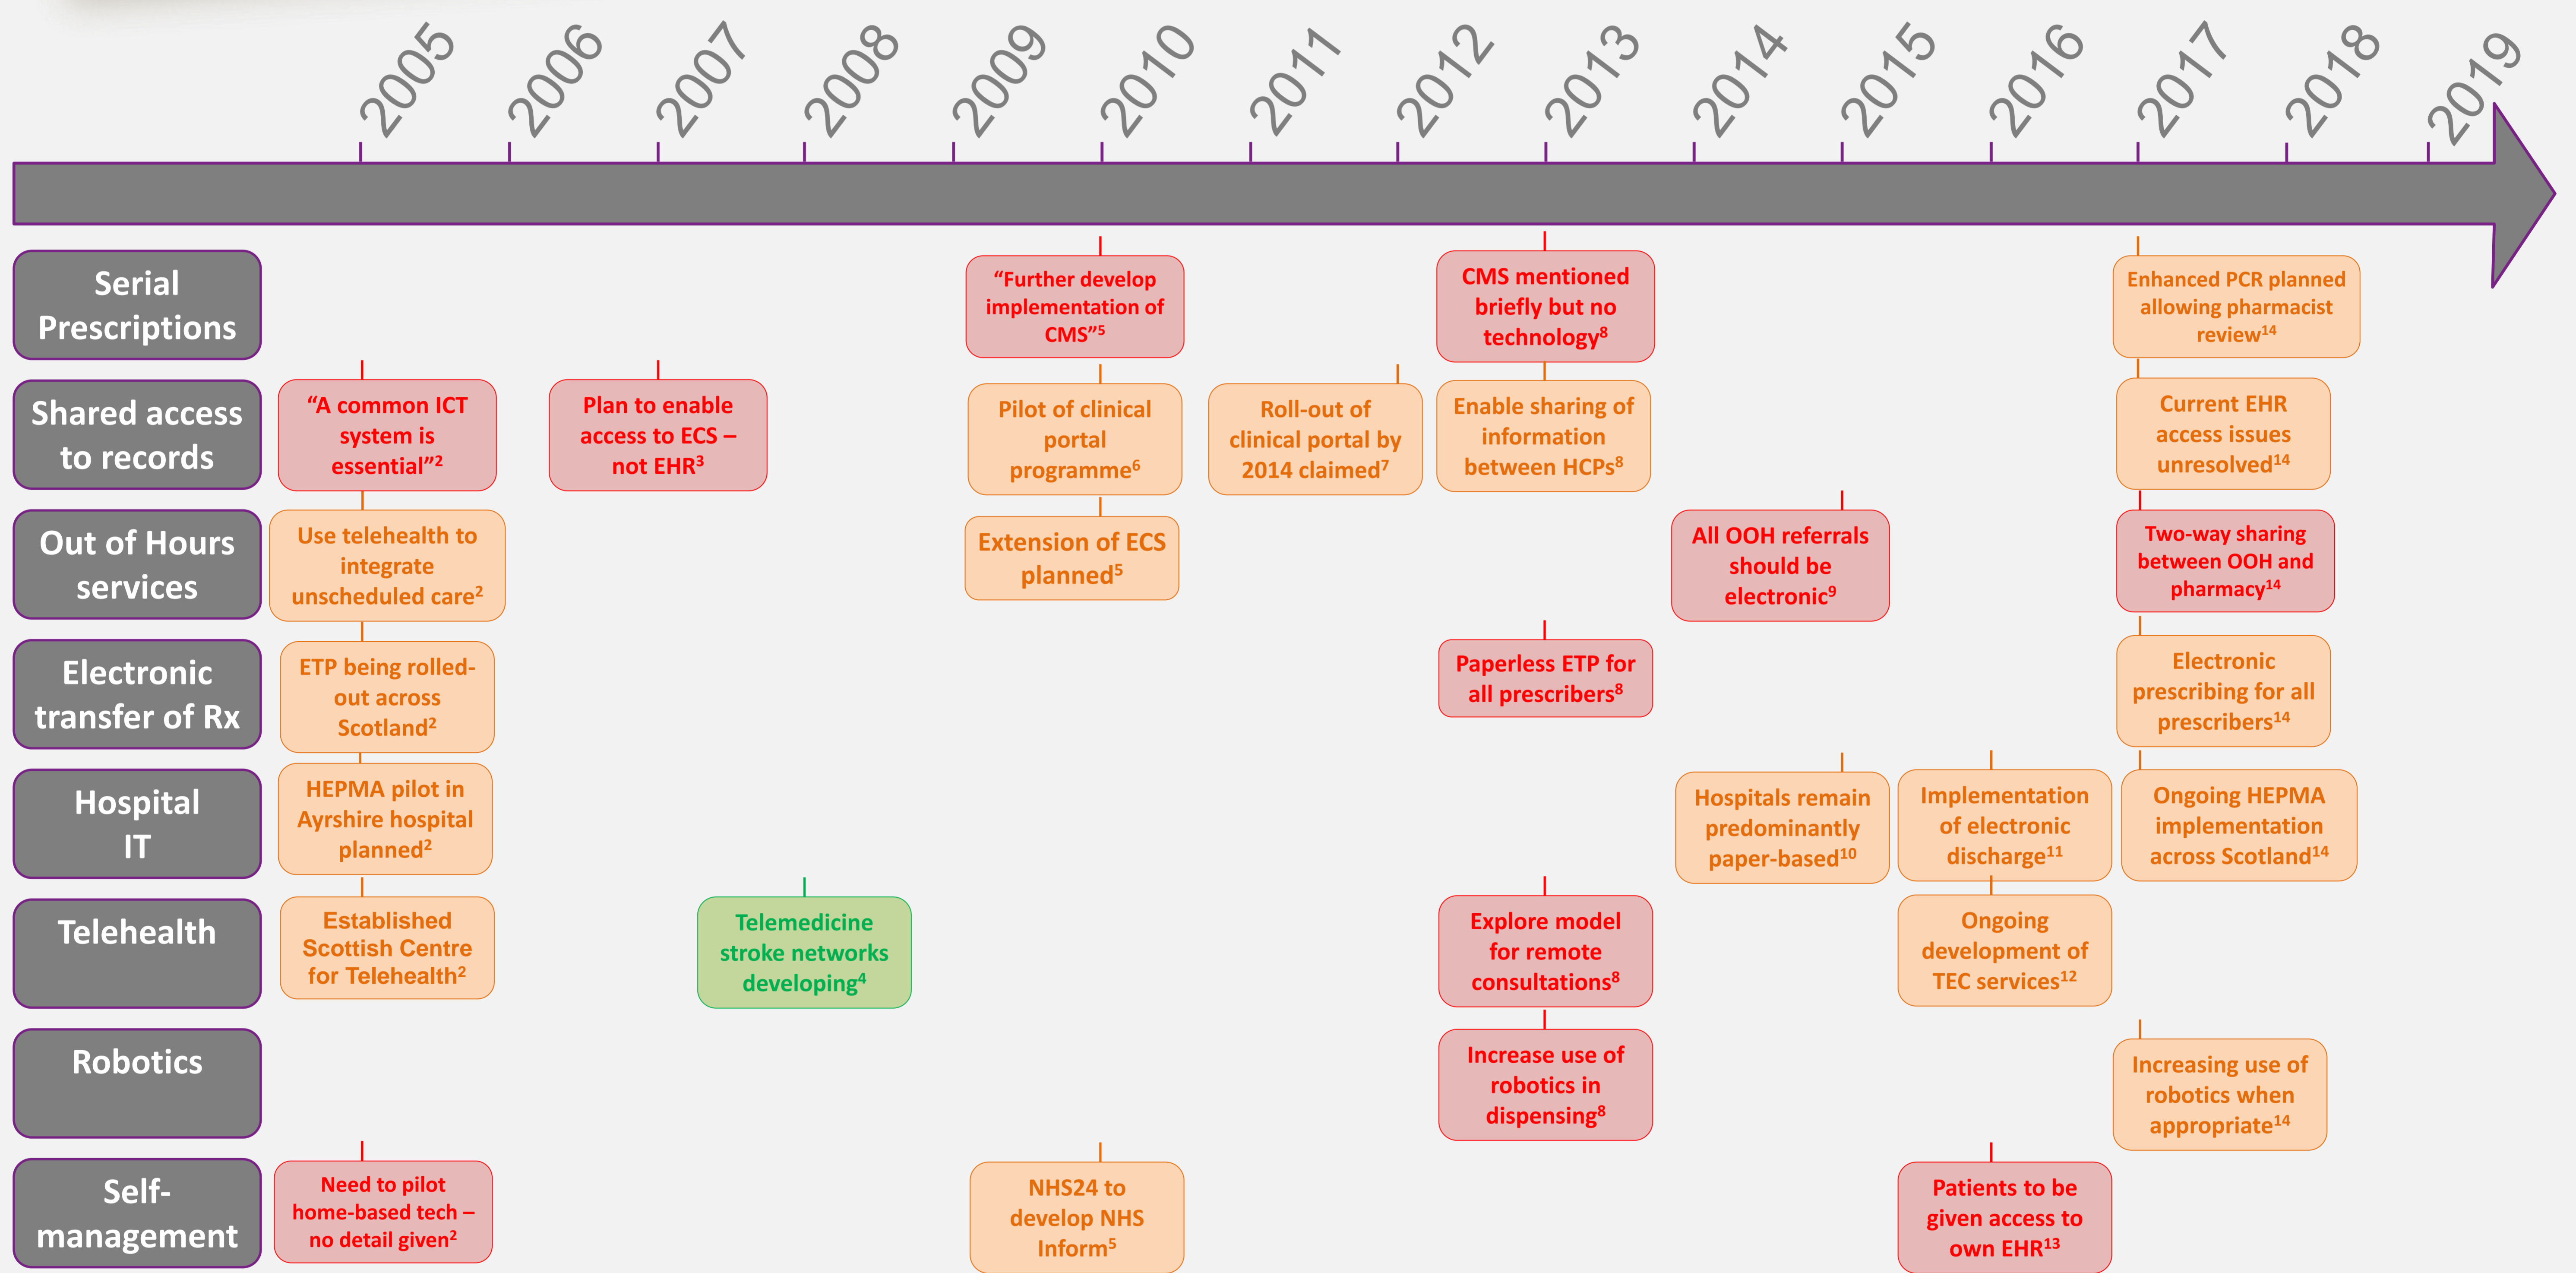 2005 2006 2007 2008 2009 2010 2011 2012 2013 2014 2015 2016 2017 2018 2019
Serial
Prescriptions
“Further develop
implementation of
CMS”⁵
CMS mentioned
briefly but no
technology⁸
Enhanced PCR planned
allowing pharmacist
review¹⁴
Shared access
to records
“A common ICT
system is
essential”²
Plan to enable
access to ECS –
not EHR³
Pilot of clinical
portal
programme⁶
Roll-out of
clinical portal by
2014 claimed⁷
Enable sharing of
information
between HCPs⁸
Current EHR
access issues
unresolved¹⁴
Out of Hours
services
Use telehealth to
integrate
unscheduled care²
Extension of ECS
planned⁵
All OOH referrals
should be
electronic⁹
Two-way sharing
between OOH and
pharmacy¹⁴
Electronic
transfer of Rx
ETP being rolled-
out across
Scotland²
Paperless ETP for
all prescribers⁸
Electronic
prescribing for all
prescribers¹⁴
Hospital
IT
HEPMA pilot in
Ayrshire hospital
planned²
Hospitals remain
predominantly
paper-based¹⁰
Implementation
of electronic
discharge¹¹
Ongoing HEPMA
implementation
across Scotland¹⁴
Telehealth
Established
Scottish Centre
for Telehealth²
Telemedicine
stroke networks
developing⁴
Explore model
for remote
consultations⁸
Ongoing
development of
TEC services¹²
Robotics
Increase use of
robotics in
dispensing⁸
Increasing use of
robotics when
appropriate¹⁴
Self-
management
Need to pilot
home-based tech –
no detail given²
NHS24 to
develop NHS
Inform⁵
Patients to be
given access to
own EHR¹³